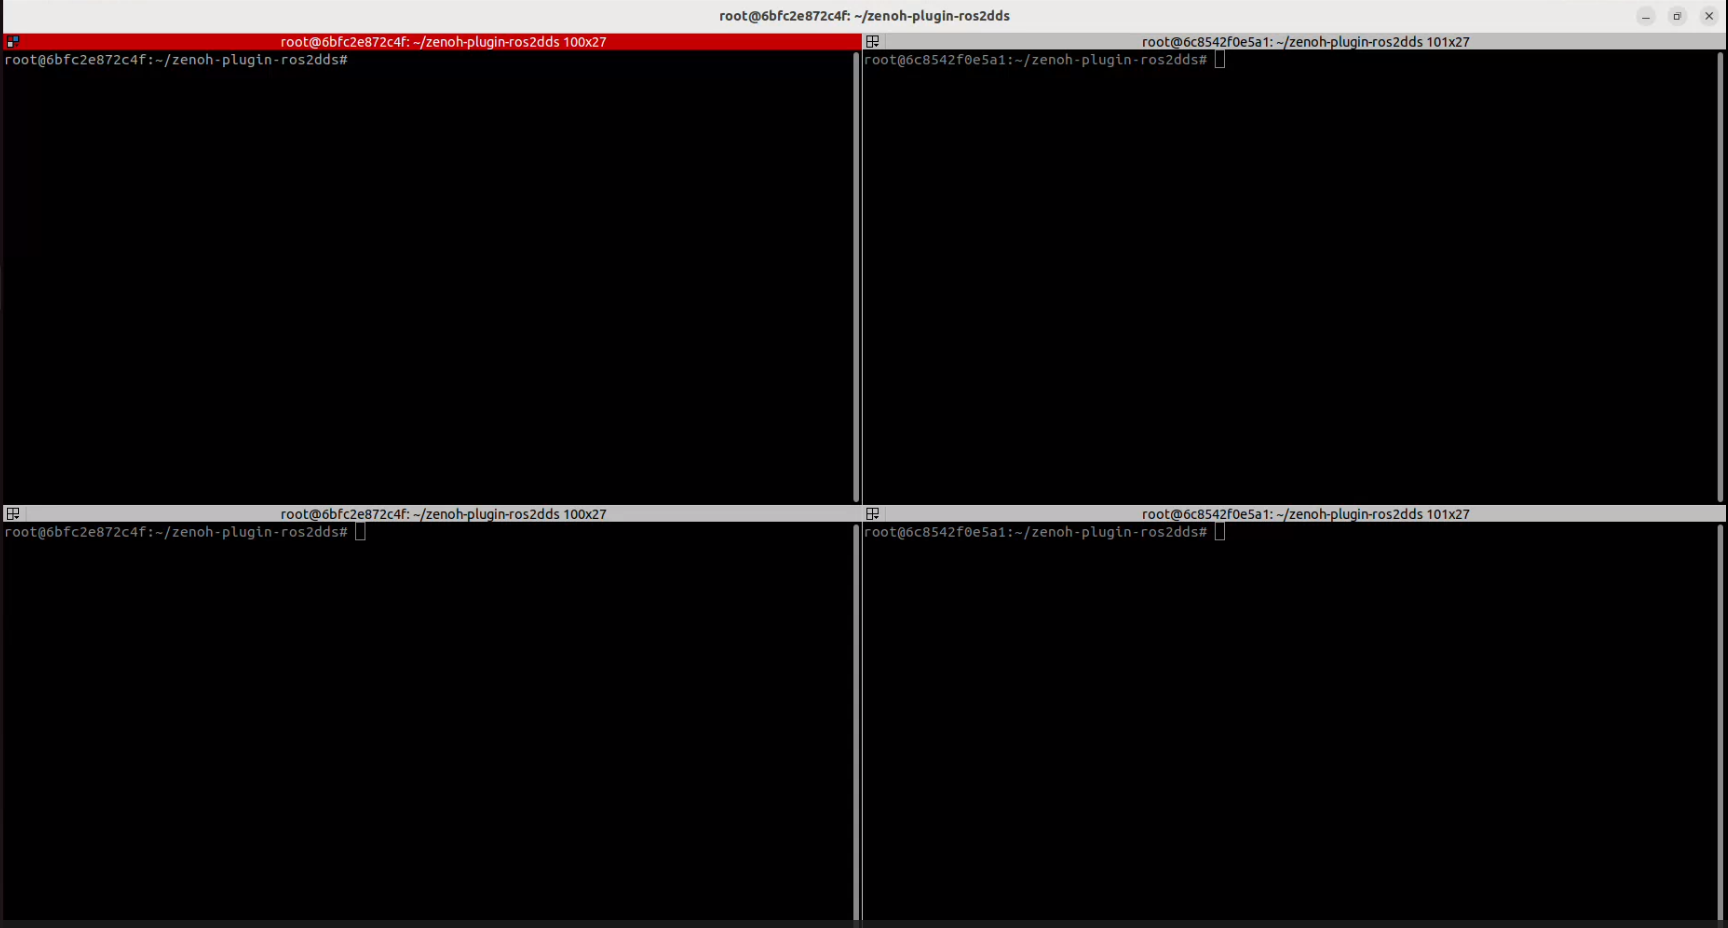 root@6bfc2e872c4f: ~/zenoh-plugin-ros2dds
root@6bfc2e872c4f: ~/zenoh-plugin-ros2dds 100x27
root@6bfc2e872c4f:~/zenoh-plugin-ros2dds#
root@6c8542f0e5a1: ~/zenoh-plugin-ros2dds 101x27
root@6c8542f0e5a1:~/zenoh-plugin-ros2dds#
root@6bfc2e872c4f: ~/zenoh-plugin-ros2dds 100x27
root@6bfc2e872c4f:~/zenoh-plugin-ros2dds#
root@6c8542f0e5a1: ~/zenoh-plugin-ros2dds 101x27
root@6c8542f0e5a1:~/zenoh-plugin-ros2dds#